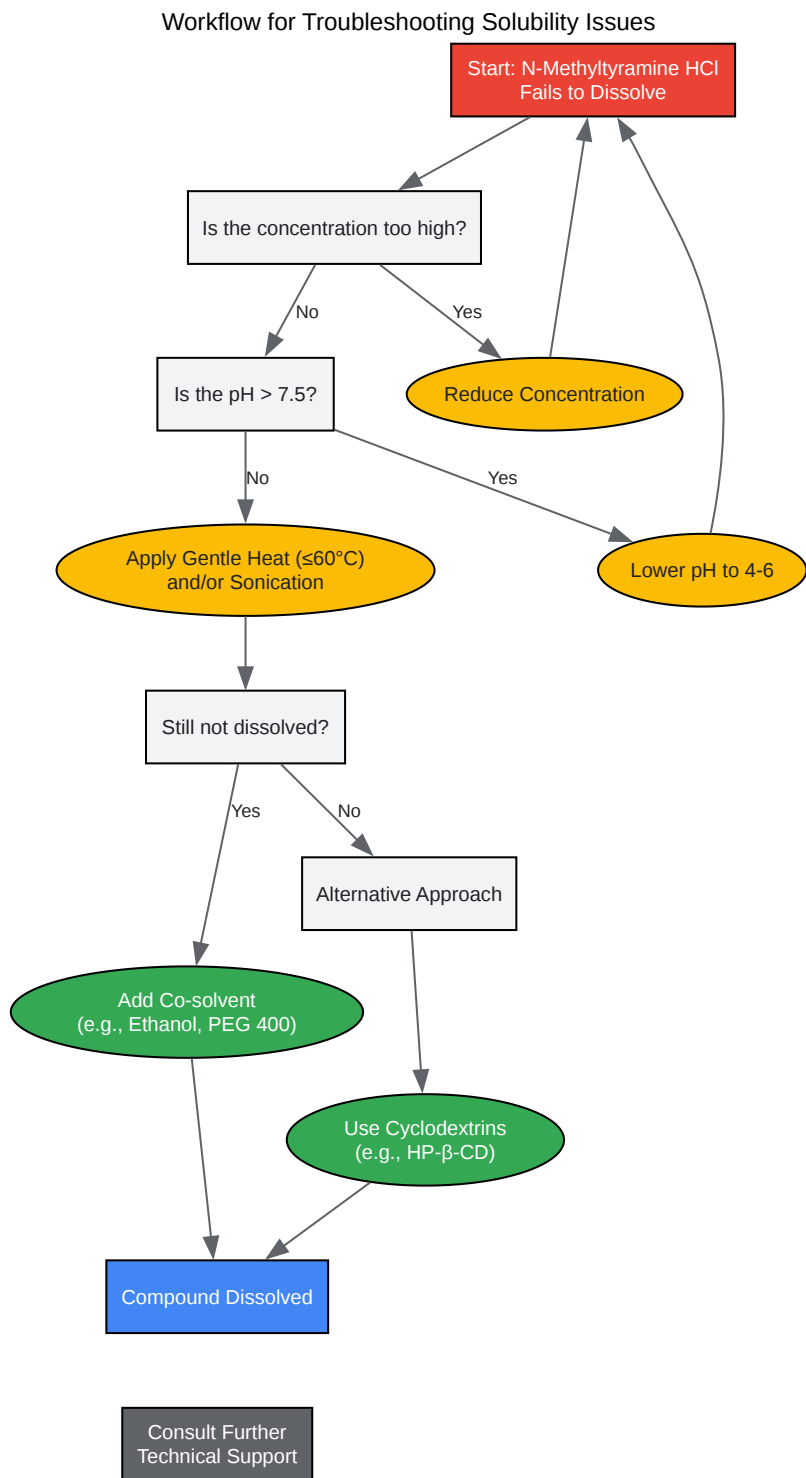 Workflow for Troubleshooting Solubility Issues
Start: N-Methyltyramine HCl
Fails to Dissolve
Is the concentration too high?
No
Yes
Is the pH > 7.5?
Reduce Concentration
No
Yes
Apply Gentle Heat (≤60°C)
and/or Sonication
Lower pH to 4-6
Still not dissolved?
Yes
No
Alternative Approach
Add Co-solvent
(e.g., Ethanol, PEG 400)
Use Cyclodextrins
(e.g., HP-β-CD)
Compound Dissolved
Consult Further
Technical Support